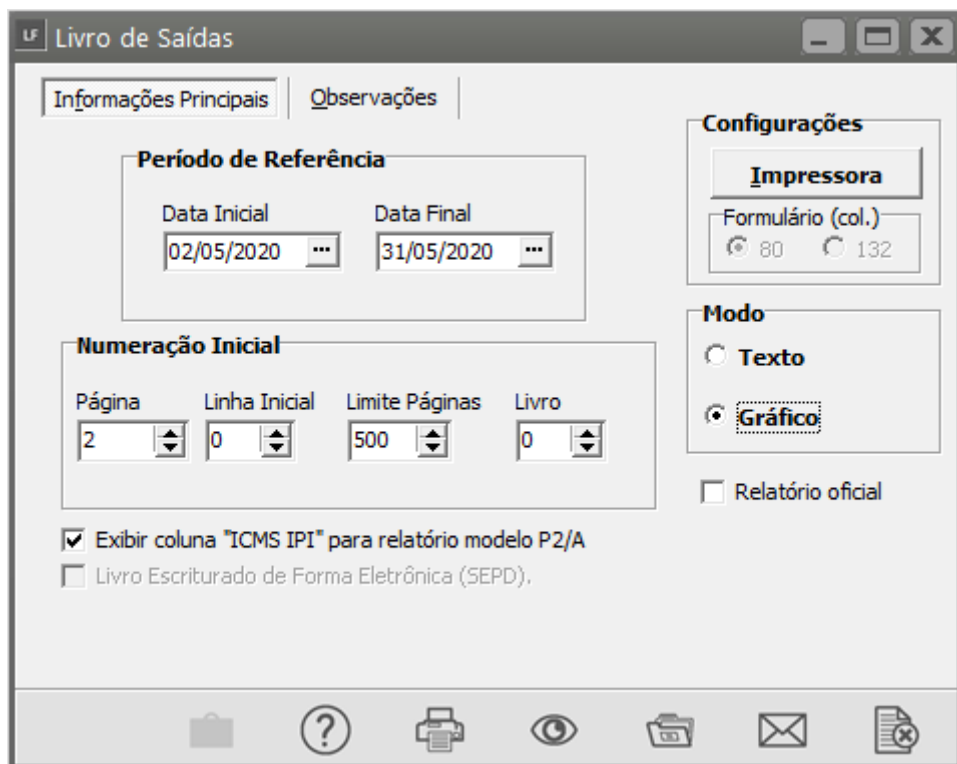 LF Livro de Saídas
Informações Principais Observações
Configurações
Impressora
Formulário (col.)
80 132
Período de Referência
Data Inicial Data Final
02/05/2020 ... 31/05/2020 ...
Modo
Texto
Gráfico
Numeração Inicial
Página Linha Inicial Limite Páginas Livro
2 0 500 0
Relatório oficial
Exibir coluna "ICMS IPI" para relatório modelo P2/A
Livro Escriturado de Forma Eletrônica (SEPD).